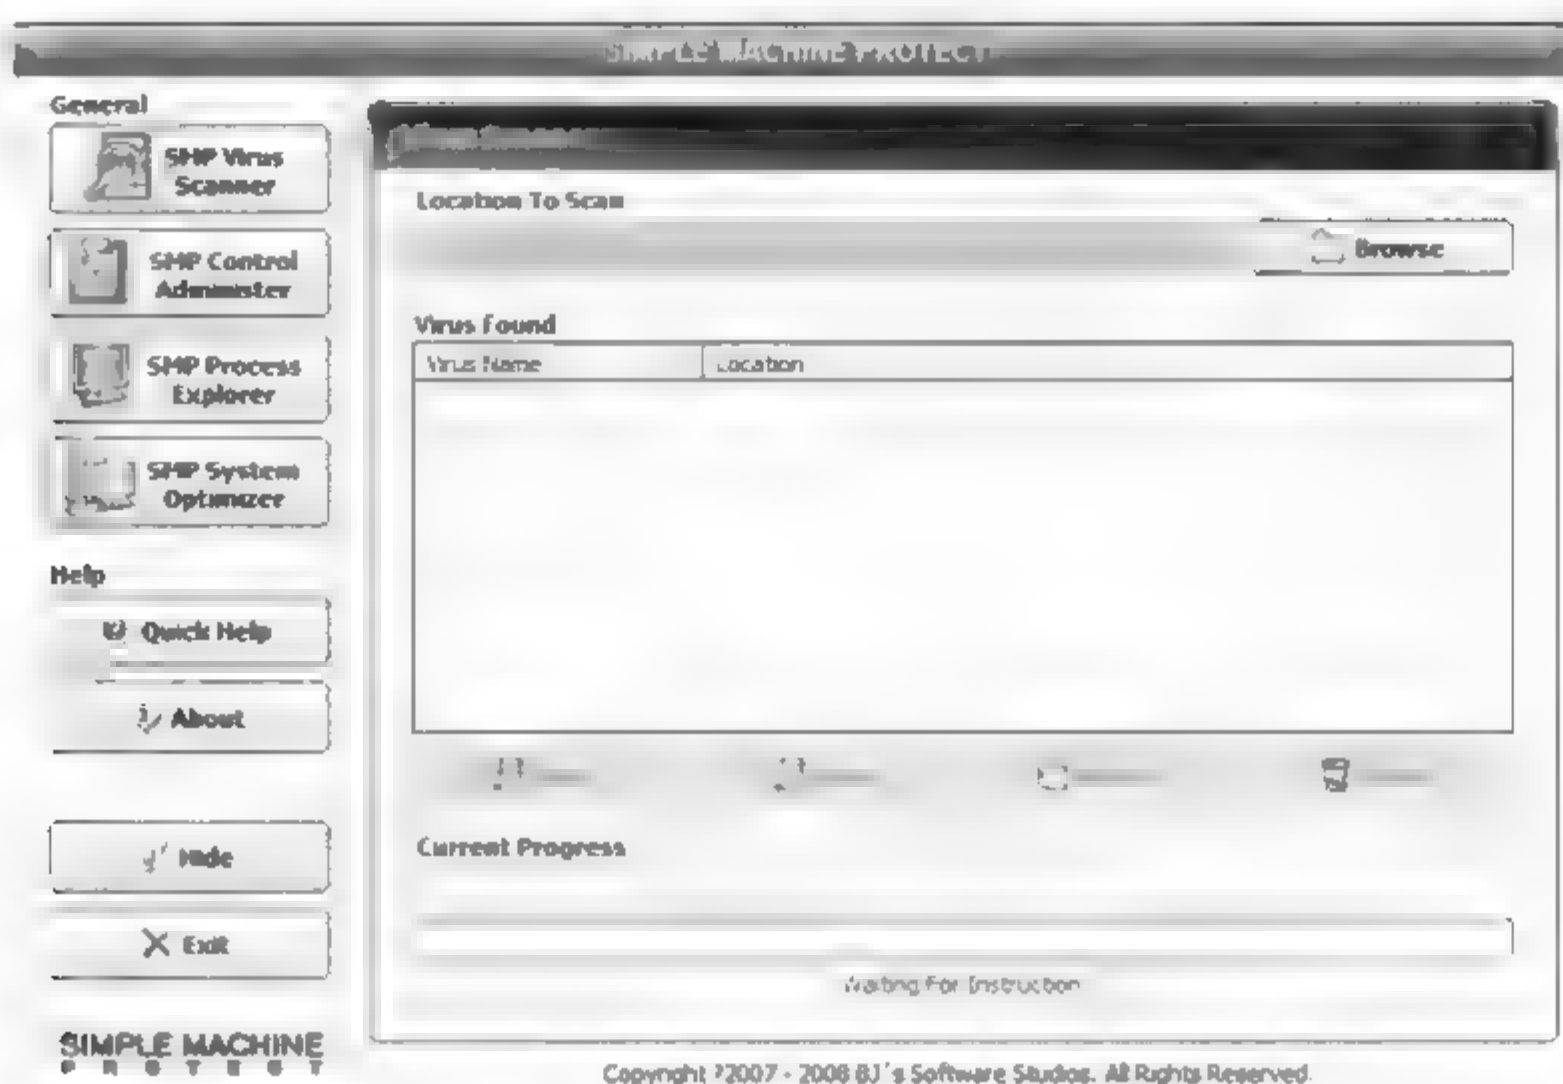 SIMPLE MACHINE PROTECT
General
SMP Virus
Scanner
SMP Control
Administer
SMP Process
Explorer
SMP System
Optimizer
Help
Quick Help
About
Hide
Exit
SIMPLE MACHINE
PROTECT
Location To Scan
Browse
Virus Found
Virus Name
Location
Current Progress
Waiting For Instruction
Copyright ?2007 - 2008 BJ's Software Studios. All Rights Reserved.